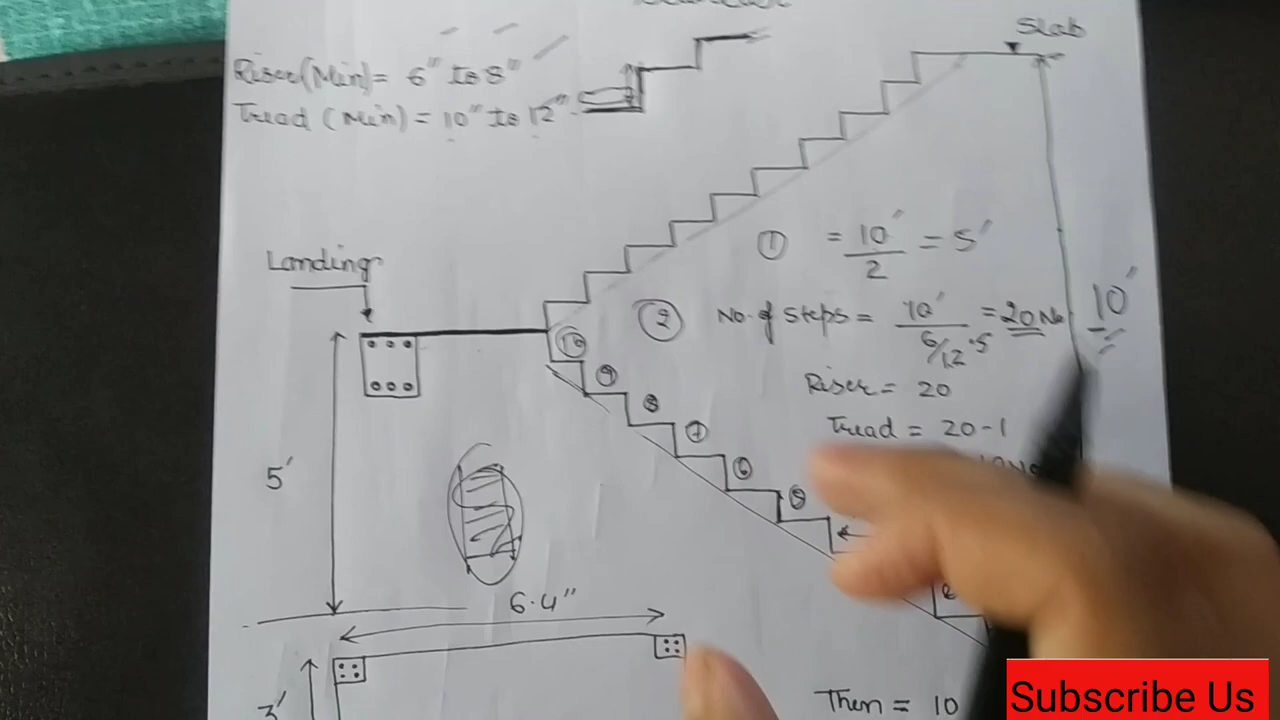 Riser(Min)= 6" to 8"
Tread (Min) = 10" to 12"
Slab
Landing
① = 10' / 2 = 5'
② No. of Steps = 10' / 6/12 .5 = 20 No
10'
Riser = 20
Tread = 20-1
⑩
⑨
⑧
⑦
⑥
⑤
5'
6.4"
3'
Then = 10
Subscribe Us